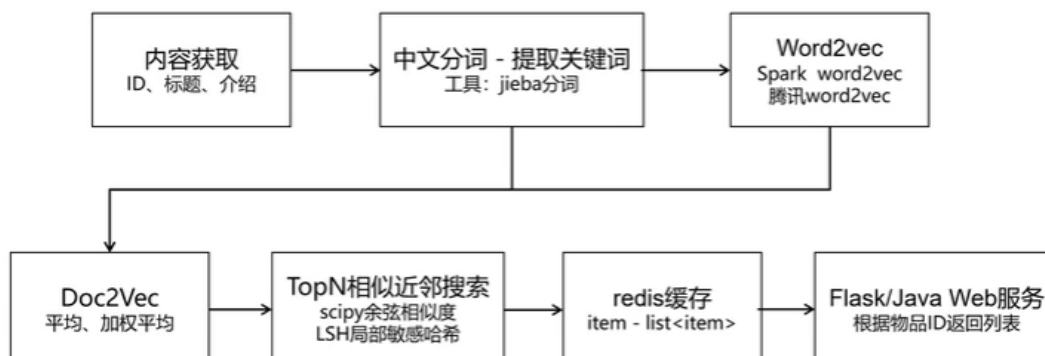 内容获取
ID、标题、介绍
中文分词 - 提取关键词
工具：jieba分词
Word2vec
Spark word2vec
腾讯word2vec
Doc2Vec
平均、加权平均
TopN相似近邻搜索
scipy余弦相似度
LSH局部敏感哈希
redis缓存
item - list<item>
Flask/Java Web服务
根据物品ID返回列表